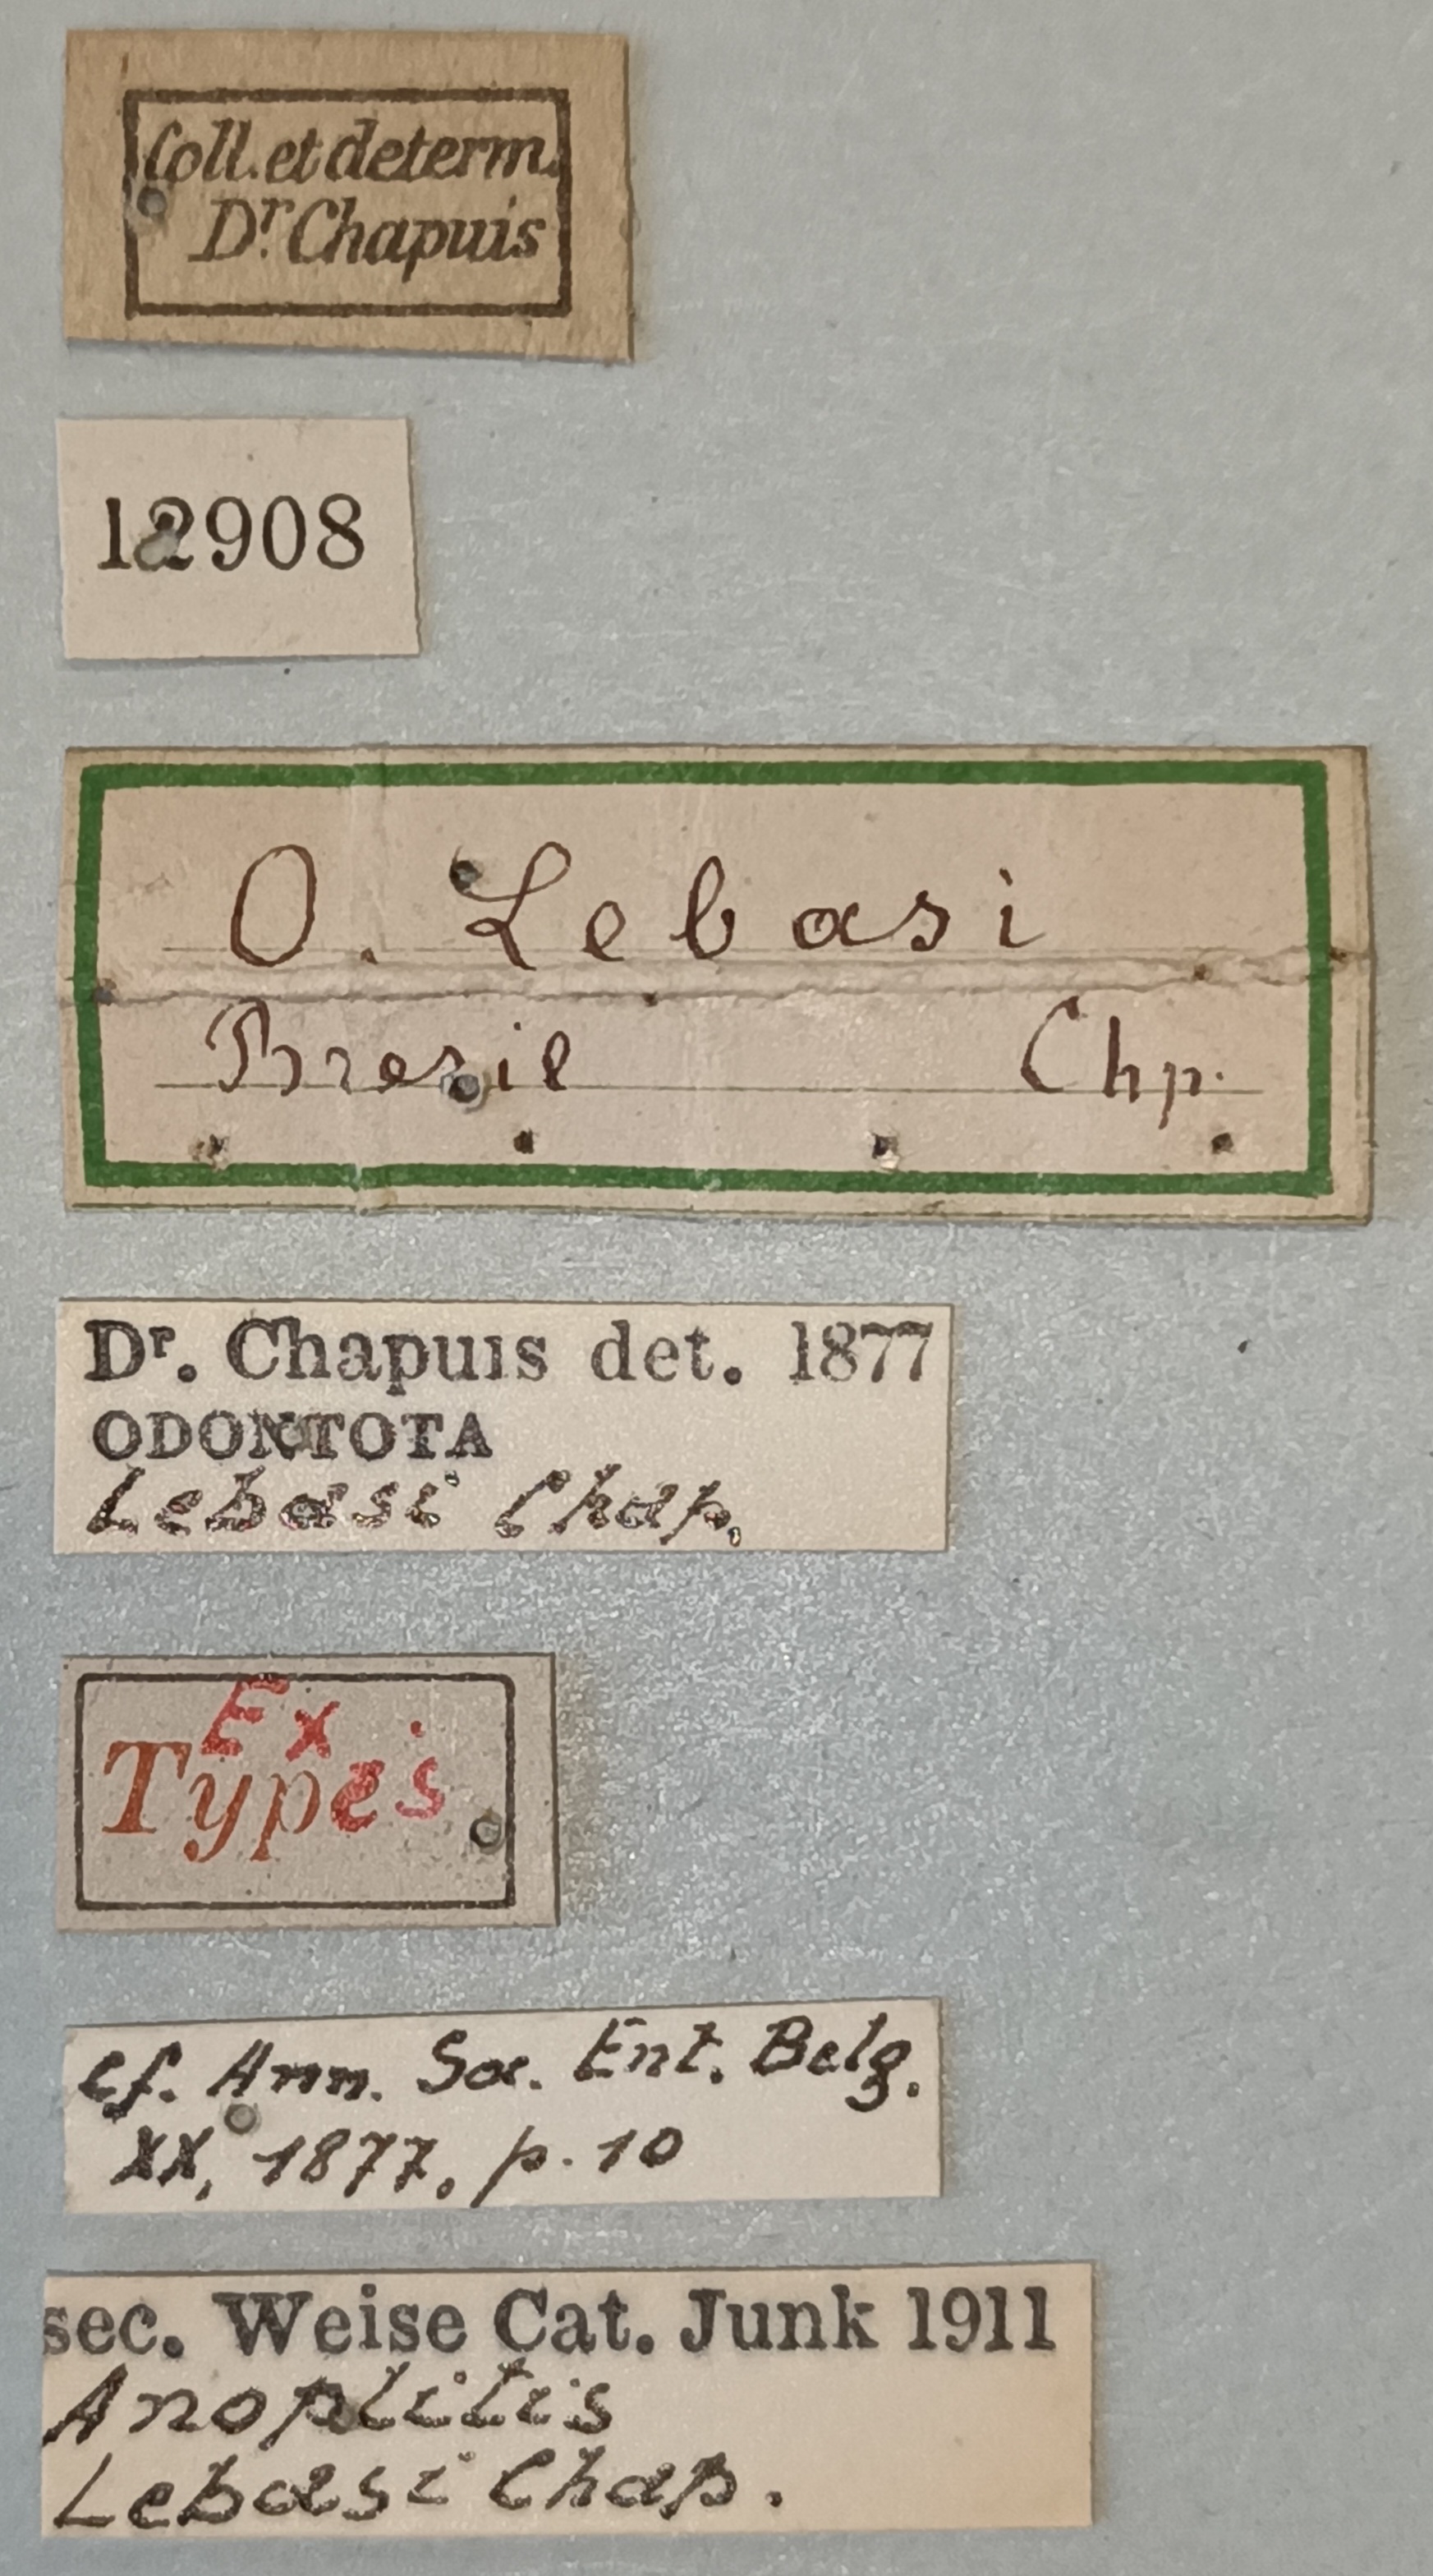 Coll. et determ.
Dr. Chapuis
12908
O. Lebasi
Bresil Chp.
Dr. Chapuis det. 1877
ODONTOTA
Lebasi Chap.
Ex
Types
cf. Ann. Soc. Ent. Belg.
XX, 1877, p. 10
sec. Weise Cat. Junk 1911
Anoplitis
Lebasi Chap.